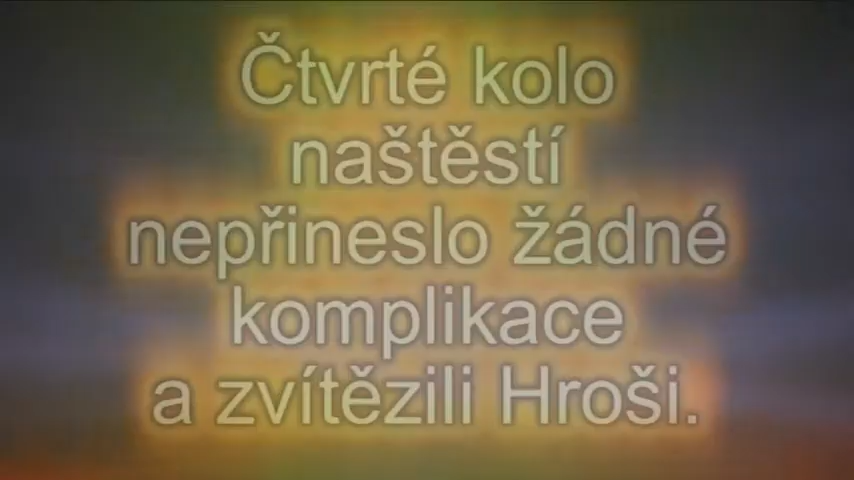 Čtvrté kolo
naštěstí
nepřineslo žádné
komplikace
a zvítězili Hroši.